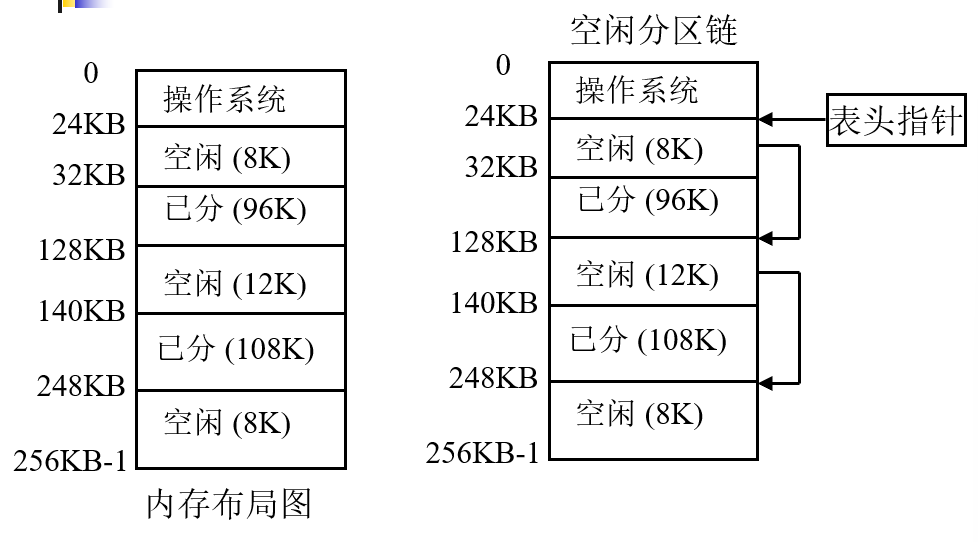 0
操作系统
24KB
空闲 (8K)
32KB
已分 (96K)
128KB
空闲 (12K)
140KB
已分 (108K)
248KB
空闲 (8K)
256KB-1
内存布局图
空闲分区链
0
操作系统
24KB
表头指针
空闲 (8K)
32KB
已分 (96K)
128KB
空闲 (12K)
140KB
已分 (108K)
248KB
空闲 (8K)
256KB-1